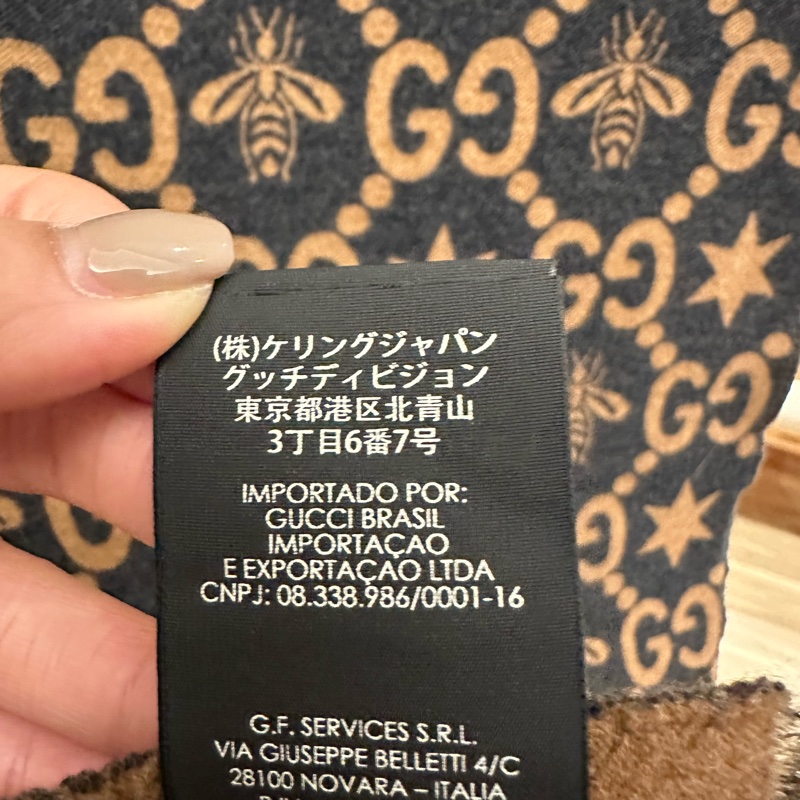 (株)ケリングジャパン
グッチディビジョン
東京都港区北青山
3丁目6番7号
IMPORTADO POR:
GUCCI BRASIL
IMPORTAÇAO
E EXPORTAÇAO LTDA
CNPJ: 08.338.986/0001-16
G.F. SERVICES S.R.L.
VIA GIUSEPPE BELLETTI 4/C
28100 NOVARA – ITALIA